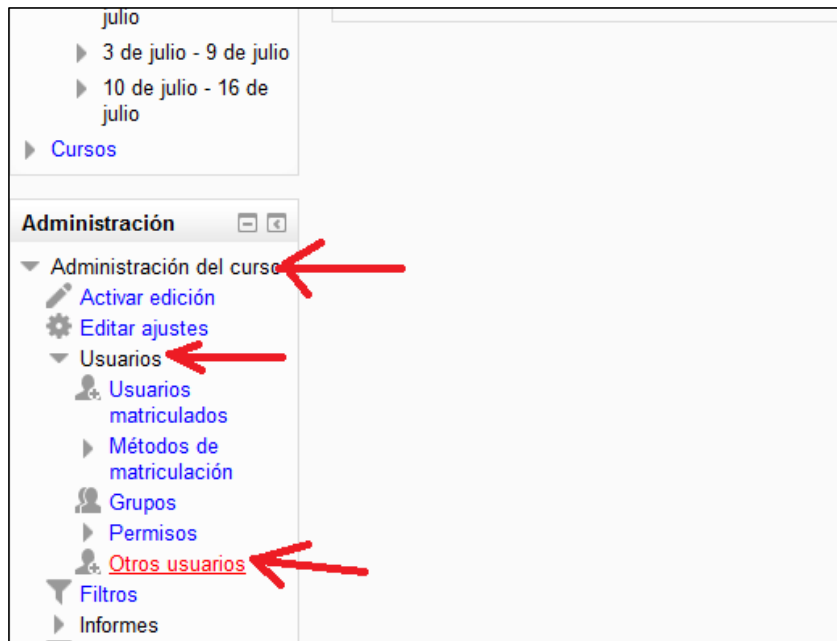 julio
3 de julio - 9 de julio
10 de julio - 16 de
julio
Cursos
Administración
Administración del curso
Activar edición
Editar ajustes
Usuarios
Usuarios
matriculados
Métodos de
matriculación
Grupos
Permisos
Otros usuarios
Filtros
Informes